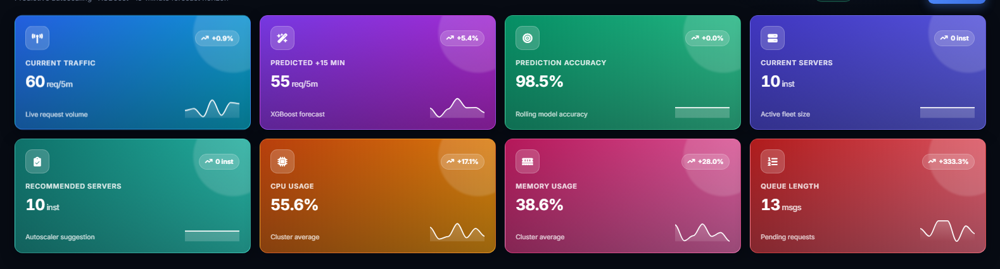 +0.9%
CURRENT TRAFFIC
60 req/5m
Live request volume
+5.4%
PREDICTED +15 MIN
55 req/5m
XGBoost forecast
+0.0%
PREDICTION ACCURACY
98.5%
Rolling model accuracy
0 inst
CURRENT SERVERS
10 inst
Active fleet size
0 inst
RECOMMENDED SERVERS
10 inst
Autoscaler suggestion
+17.1%
CPU USAGE
55.6%
Cluster average
+28.0%
MEMORY USAGE
38.6%
Cluster average
+333.3%
QUEUE LENGTH
13 msgs
Pending requests